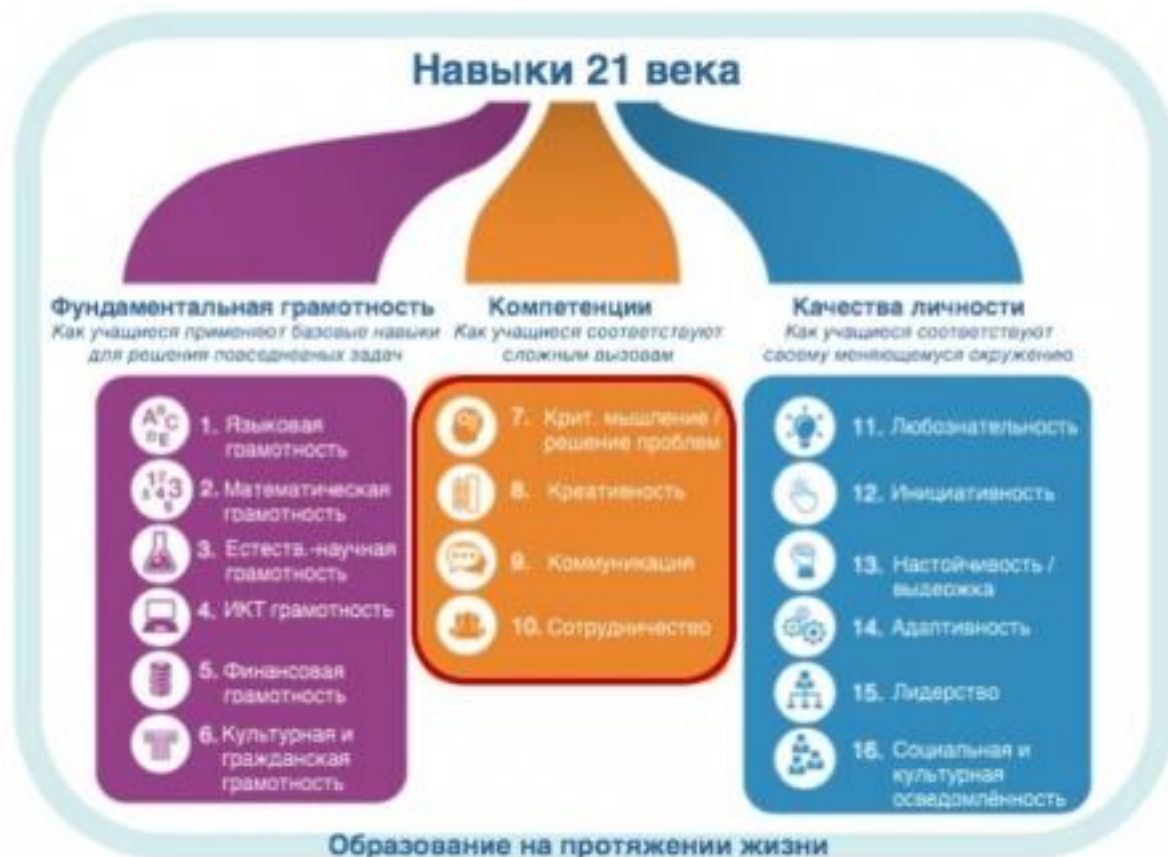 Навыки 21 века
Фундаментальная грамотность
Как учащиеся применяют базовые навыки
для решения повседневных задач
1. Языковая
грамотность
2. Математическая
грамотность
3. Естеств.-научная
грамотность
4. ИКТ грамотность
5. Финансовая
грамотность
6. Культурная и
гражданская
грамотность
Компетенции
Как учащиеся соответствуют
сложным вызовам
7. Крит. мышление /
решение проблем
8. Креативность
9. Коммуникация
10. Сотрудничество
Качества личности
Как учащиеся соответствуют
своему меняющемуся окружению
11. Любознательность
12. Инициативность
13. Настойчивость /
выдержка
14. Адаптивность
15. Лидерство
16. Социальная и
культурная
осведомлённость
Образование на протяжении жизни